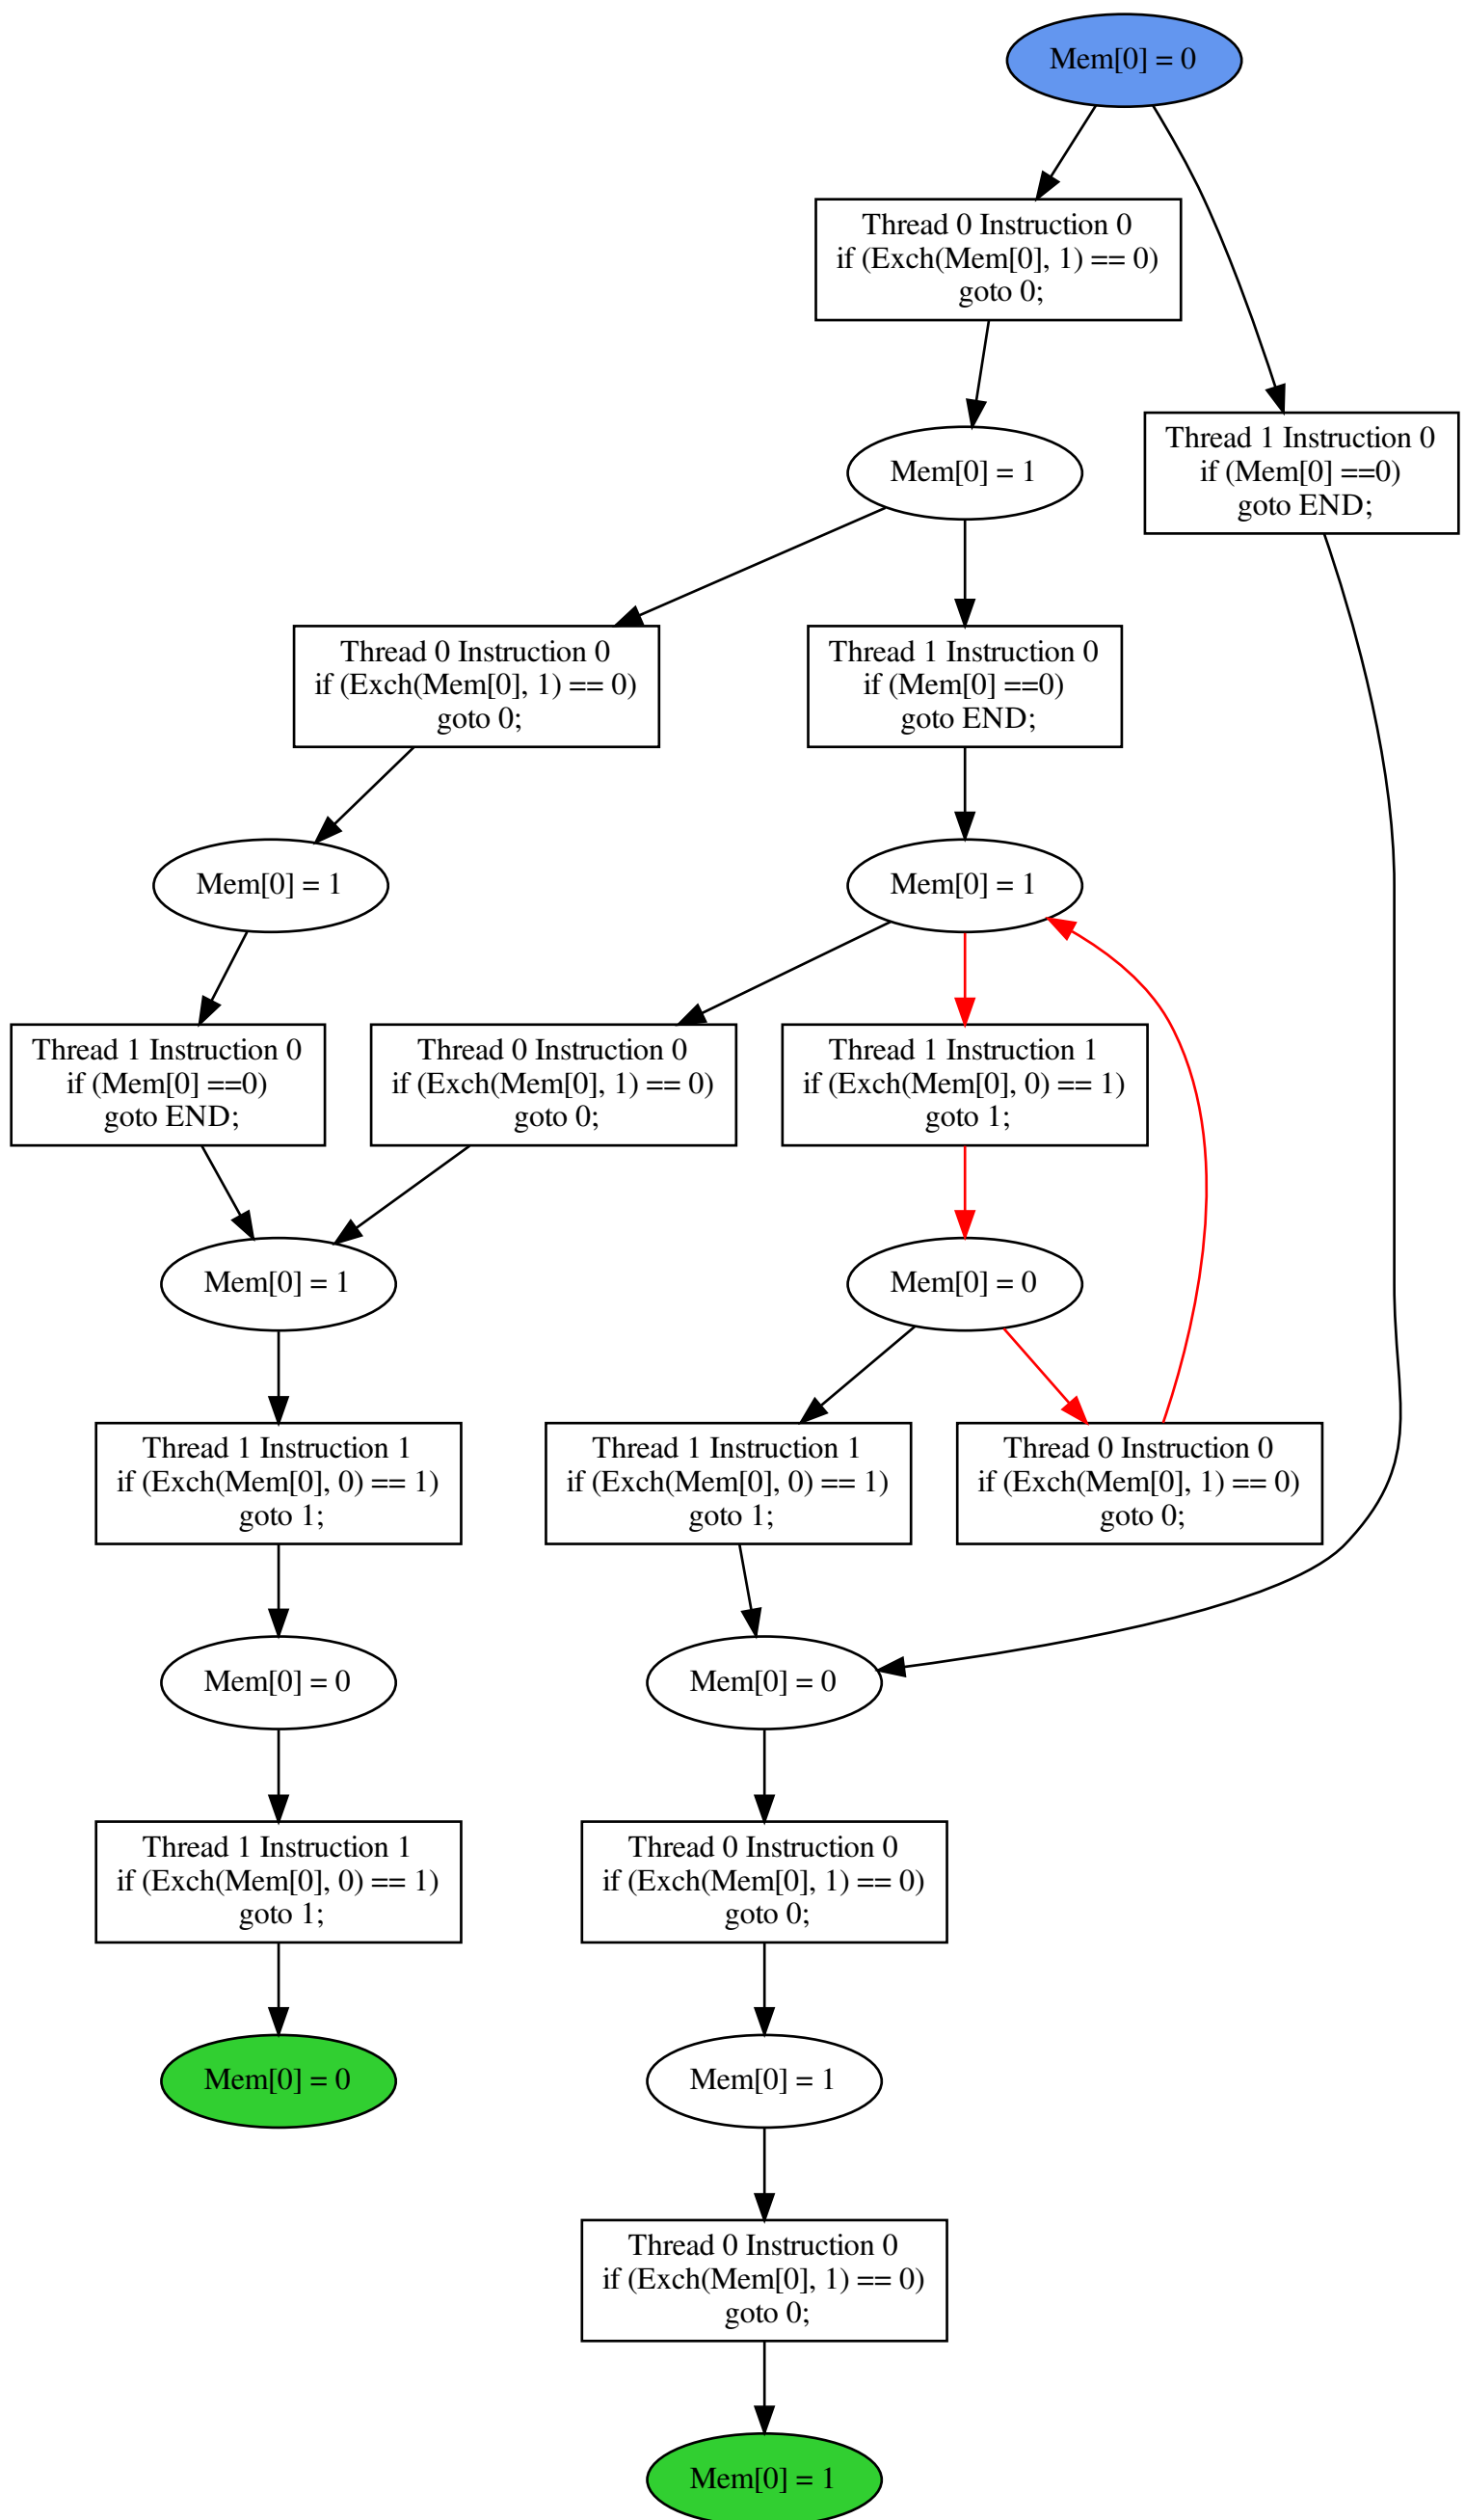 Mem[0] = 0
Thread 0 Instruction 0
if (Exch(Mem[0], 1) == 0)
goto 0;
Mem[0] = 1
Thread 1 Instruction 0
if (Mem[0] ==0)
goto END;
Thread 0 Instruction 0
if (Exch(Mem[0], 1) == 0)
goto 0;
Thread 1 Instruction 0
if (Mem[0] ==0)
goto END;
Mem[0] = 1
Mem[0] = 1
Thread 1 Instruction 0
if (Mem[0] ==0)
goto END;
Thread 0 Instruction 0
if (Exch(Mem[0], 1) == 0)
goto 0;
Thread 1 Instruction 1
if (Exch(Mem[0], 0) == 1)
goto 1;
Mem[0] = 1
Mem[0] = 0
Thread 1 Instruction 1
if (Exch(Mem[0], 0) == 1)
goto 1;
Thread 1 Instruction 1
if (Exch(Mem[0], 0) == 1)
goto 1;
Thread 0 Instruction 0
if (Exch(Mem[0], 1) == 0)
goto 0;
Mem[0] = 0
Mem[0] = 0
Thread 1 Instruction 1
if (Exch(Mem[0], 0) == 1)
goto 1;
Thread 0 Instruction 0
if (Exch(Mem[0], 1) == 0)
goto 0;
Mem[0] = 0
Mem[0] = 1
Thread 0 Instruction 0
if (Exch(Mem[0], 1) == 0)
goto 0;
Mem[0] = 1